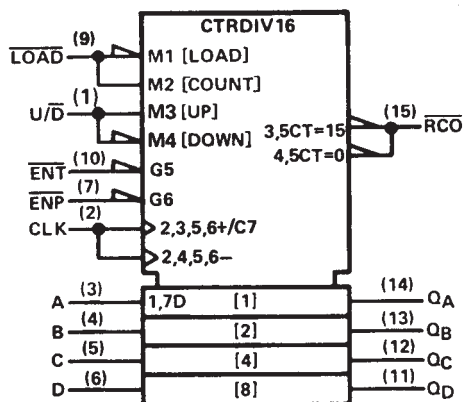 CTRDIV16
(9)
LOAD
M1 [LOAD]
M2 [COUNT]
(1)
U/D
M3 [UP]
M4 [DOWN]
(15)
3,5CT=15
RCO
4,5CT=0
(10)
ENT
G5
(7)
ENP
G6
(2)
CLK
2,3,5,6+/C7
2,4,5,6−
(3)
A
1,7D
[1]
(14)
QA
(4)
B
[2]
(13)
QB
(5)
C
[4]
(12)
QC
(6)
D
[8]
(11)
QD